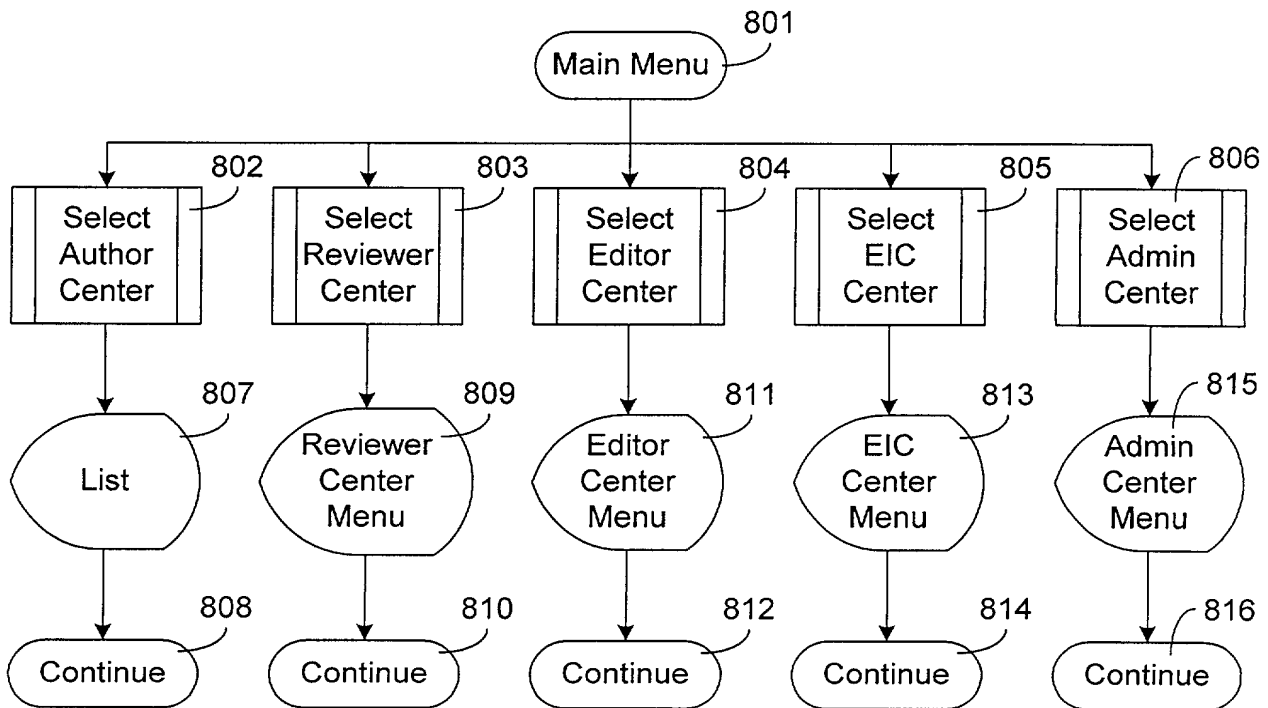 801
Main Menu
802
803
804
805
806
Select
Author
Center
Select
Reviewer
Center
Select
Editor
Center
Select
EIC
Center
Select
Admin
Center
807
809
811
813
815
List
Reviewer
Center
Menu
Editor
Center
Menu
EIC
Center
Menu
Admin
Center
Menu
808
810
812
814
816
Continue
Continue
Continue
Continue
Continue